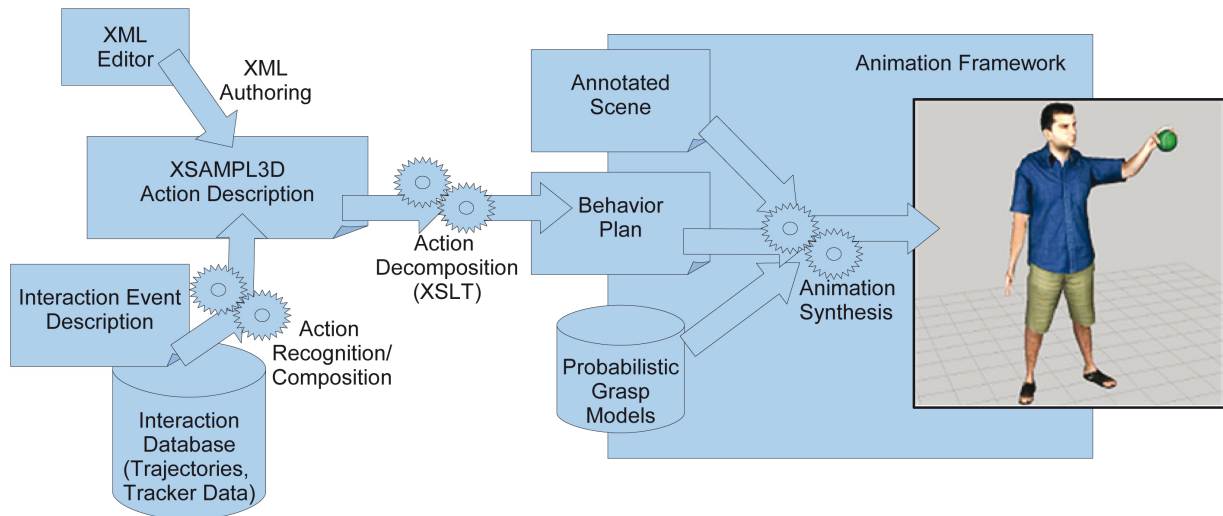 XML
Editor
XML
Authoring
XSAMPL3D
Action Description
Interaction Event
Description
Action
Recognition/
Composition
Interaction
Database
(Trajectories,
Tracker Data)
Action
Decomposition
(XSLT)
Animation Framework
Annotated
Scene
Behavior
Plan
Probabilistic
Grasp
Models
Animation
Synthesis